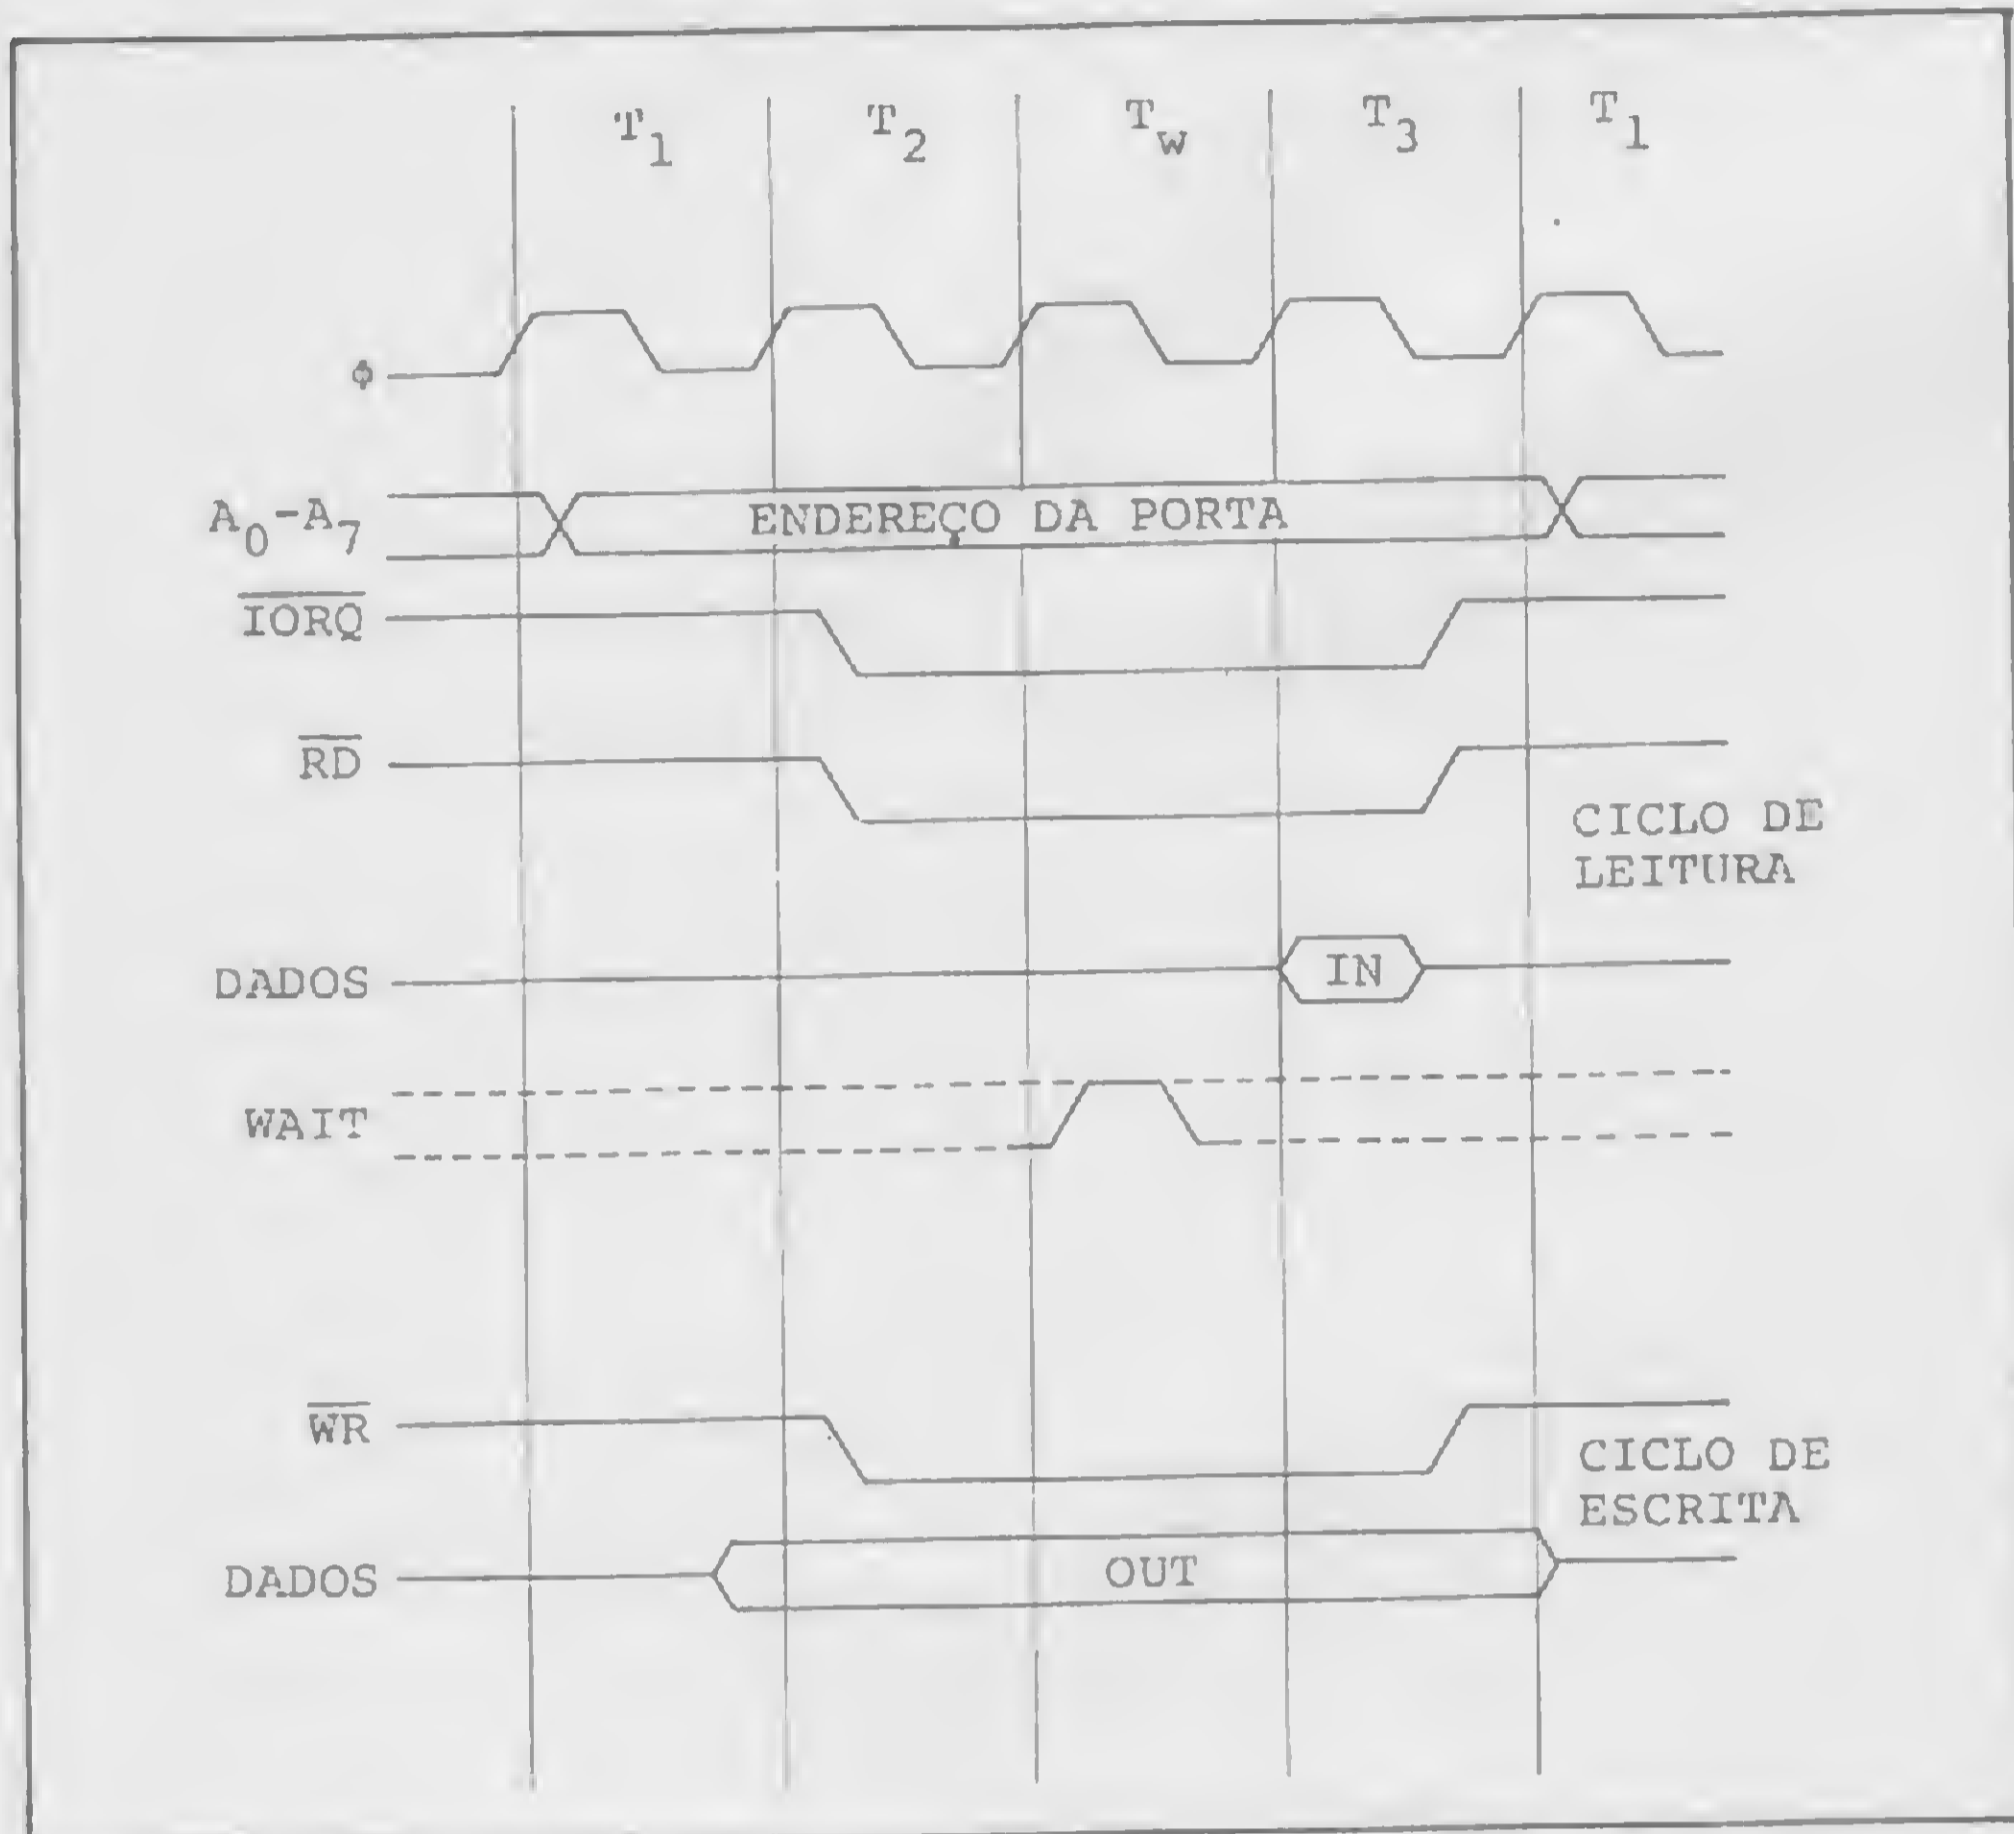 T1 T2 Tw T3 T1
Φ
A0-A7 ENDEREÇO DA PORTA
IORQ
RD
CICLO DE
LEITURA
DADOS IN
WAIT
WR
CICLO DE
ESCRITA
DADOS OUT